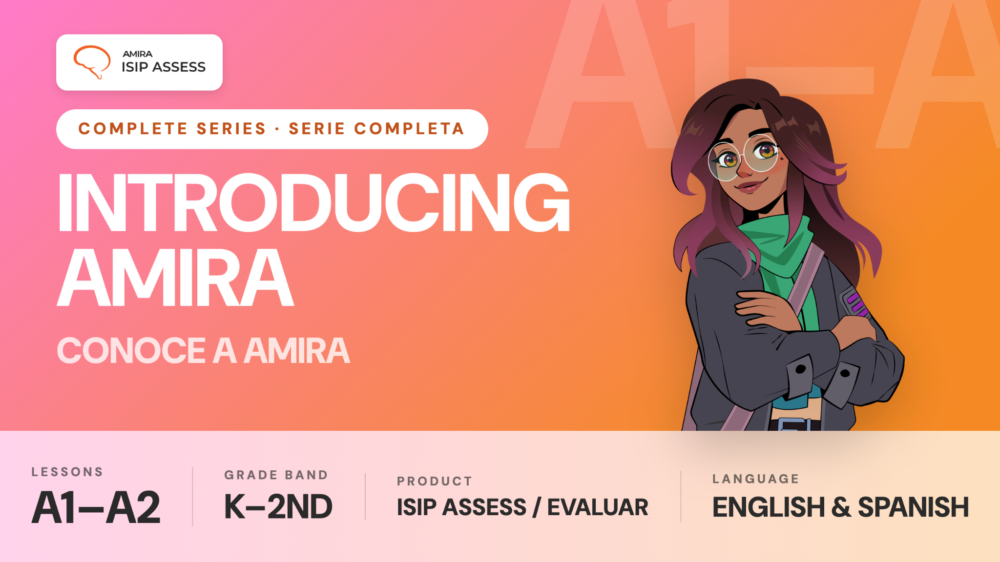 A1–A
AMIRA
ISIP ASSESS
COMPLETE SERIES · SERIE COMPLETA
INTRODUCING
AMIRA
CONOCE A AMIRA
LESSONS
A1–A2
GRADE BAND
K–2ND
PRODUCT
ISIP ASSESS / EVALUAR
LANGUAGE
ENGLISH & SPANISH